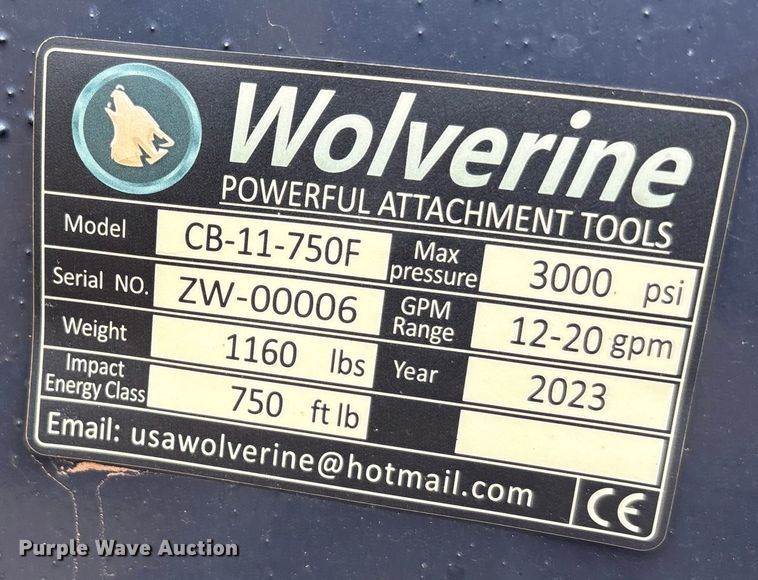 Wolverine
POWERFUL ATTACHMENT TOOLS
Model CB-11-750F Max pressure 3000 psi
Serial NO. ZW-00006 GPM Range 12-20 gpm
Weight 1160 lbs Year 2023
Impact Energy Class 750 ft lb
Email: usawolverine@hotmail.com CE
Purple Wave Auction